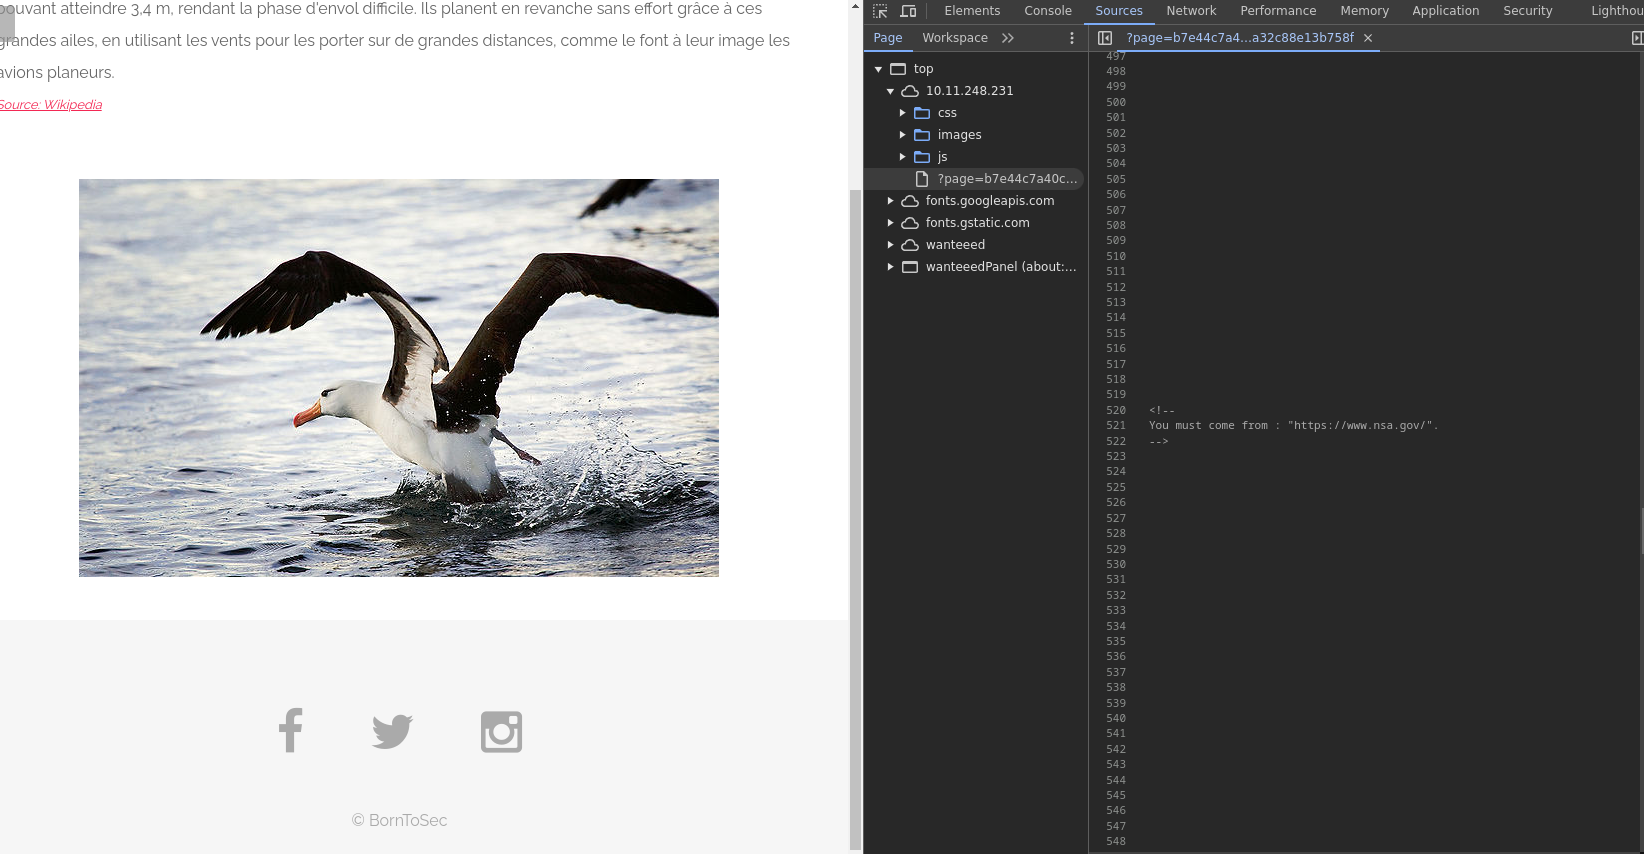 pouvant atteindre 3,4 m, rendant la phase d'envol difficile. Ils planent en revanche sans effort grâce à ces
grandes ailes, en utilisant les vents pour les porter sur de grandes distances, comme le font à leur image les
avions planeurs.
Source: Wikipedia
© BornToSec
Elements Console Sources Network Performance Memory Application Security Lighthou
Page Workspace
?page=b7e44c7a4...a32c88e13b758f ×
top
10.11.248.231
css
images
js
?page=b7e44c7a40c...
fonts.googleapis.com
fonts.gstatic.com
wanteeed
wanteeedPanel (about:...
497
498
499
500
501
502
503
504
505
506
507
508
509
510
511
512
513
514
515
516
517
518
519
520 <!--
521 You must come from : "https://www.nsa.gov/".
522 -->
523
524
525
526
527
528
529
530
531
532
533
534
535
536
537
538
539
540
541
542
543
544
545
546
547
548